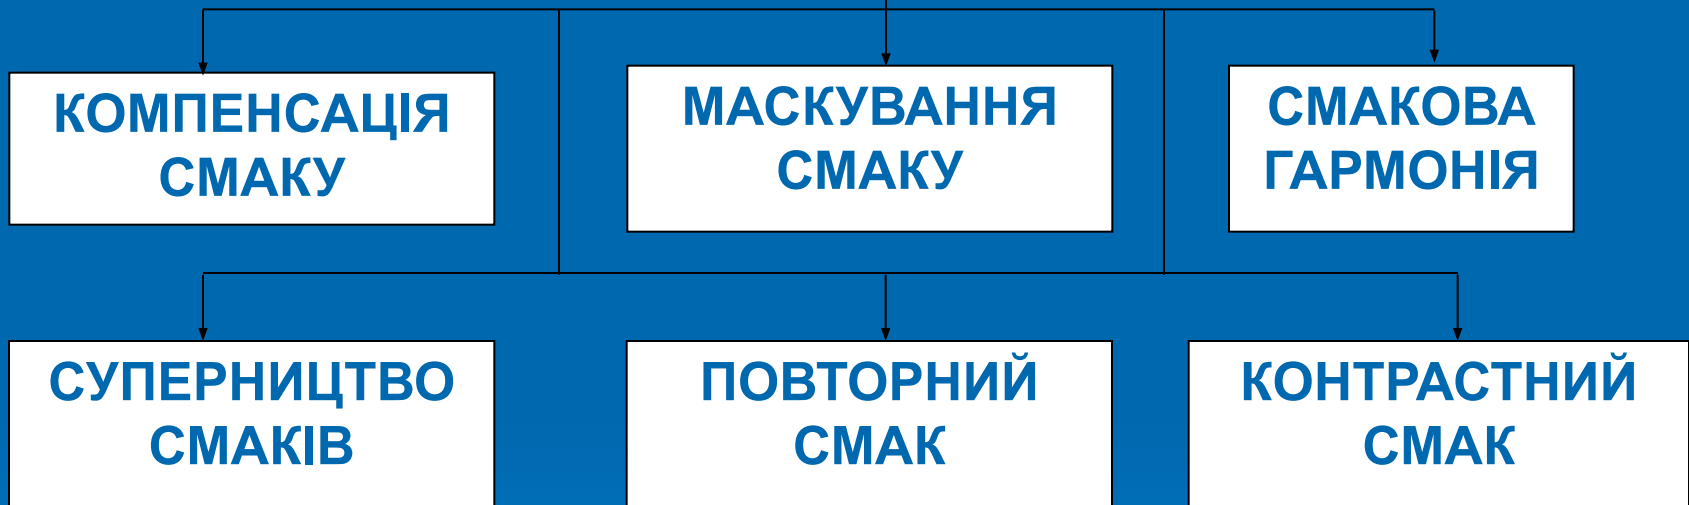 КОМПЕНСАЦІЯ
СМАКУ
МАСКУВАННЯ
СМАКУ
СМАКОВА
ГАРМОНІЯ
СУПЕРНИЦТВО
СМАКІВ
ПОВТОРНИЙ
СМАК
КОНТРАСТНИЙ
СМАК